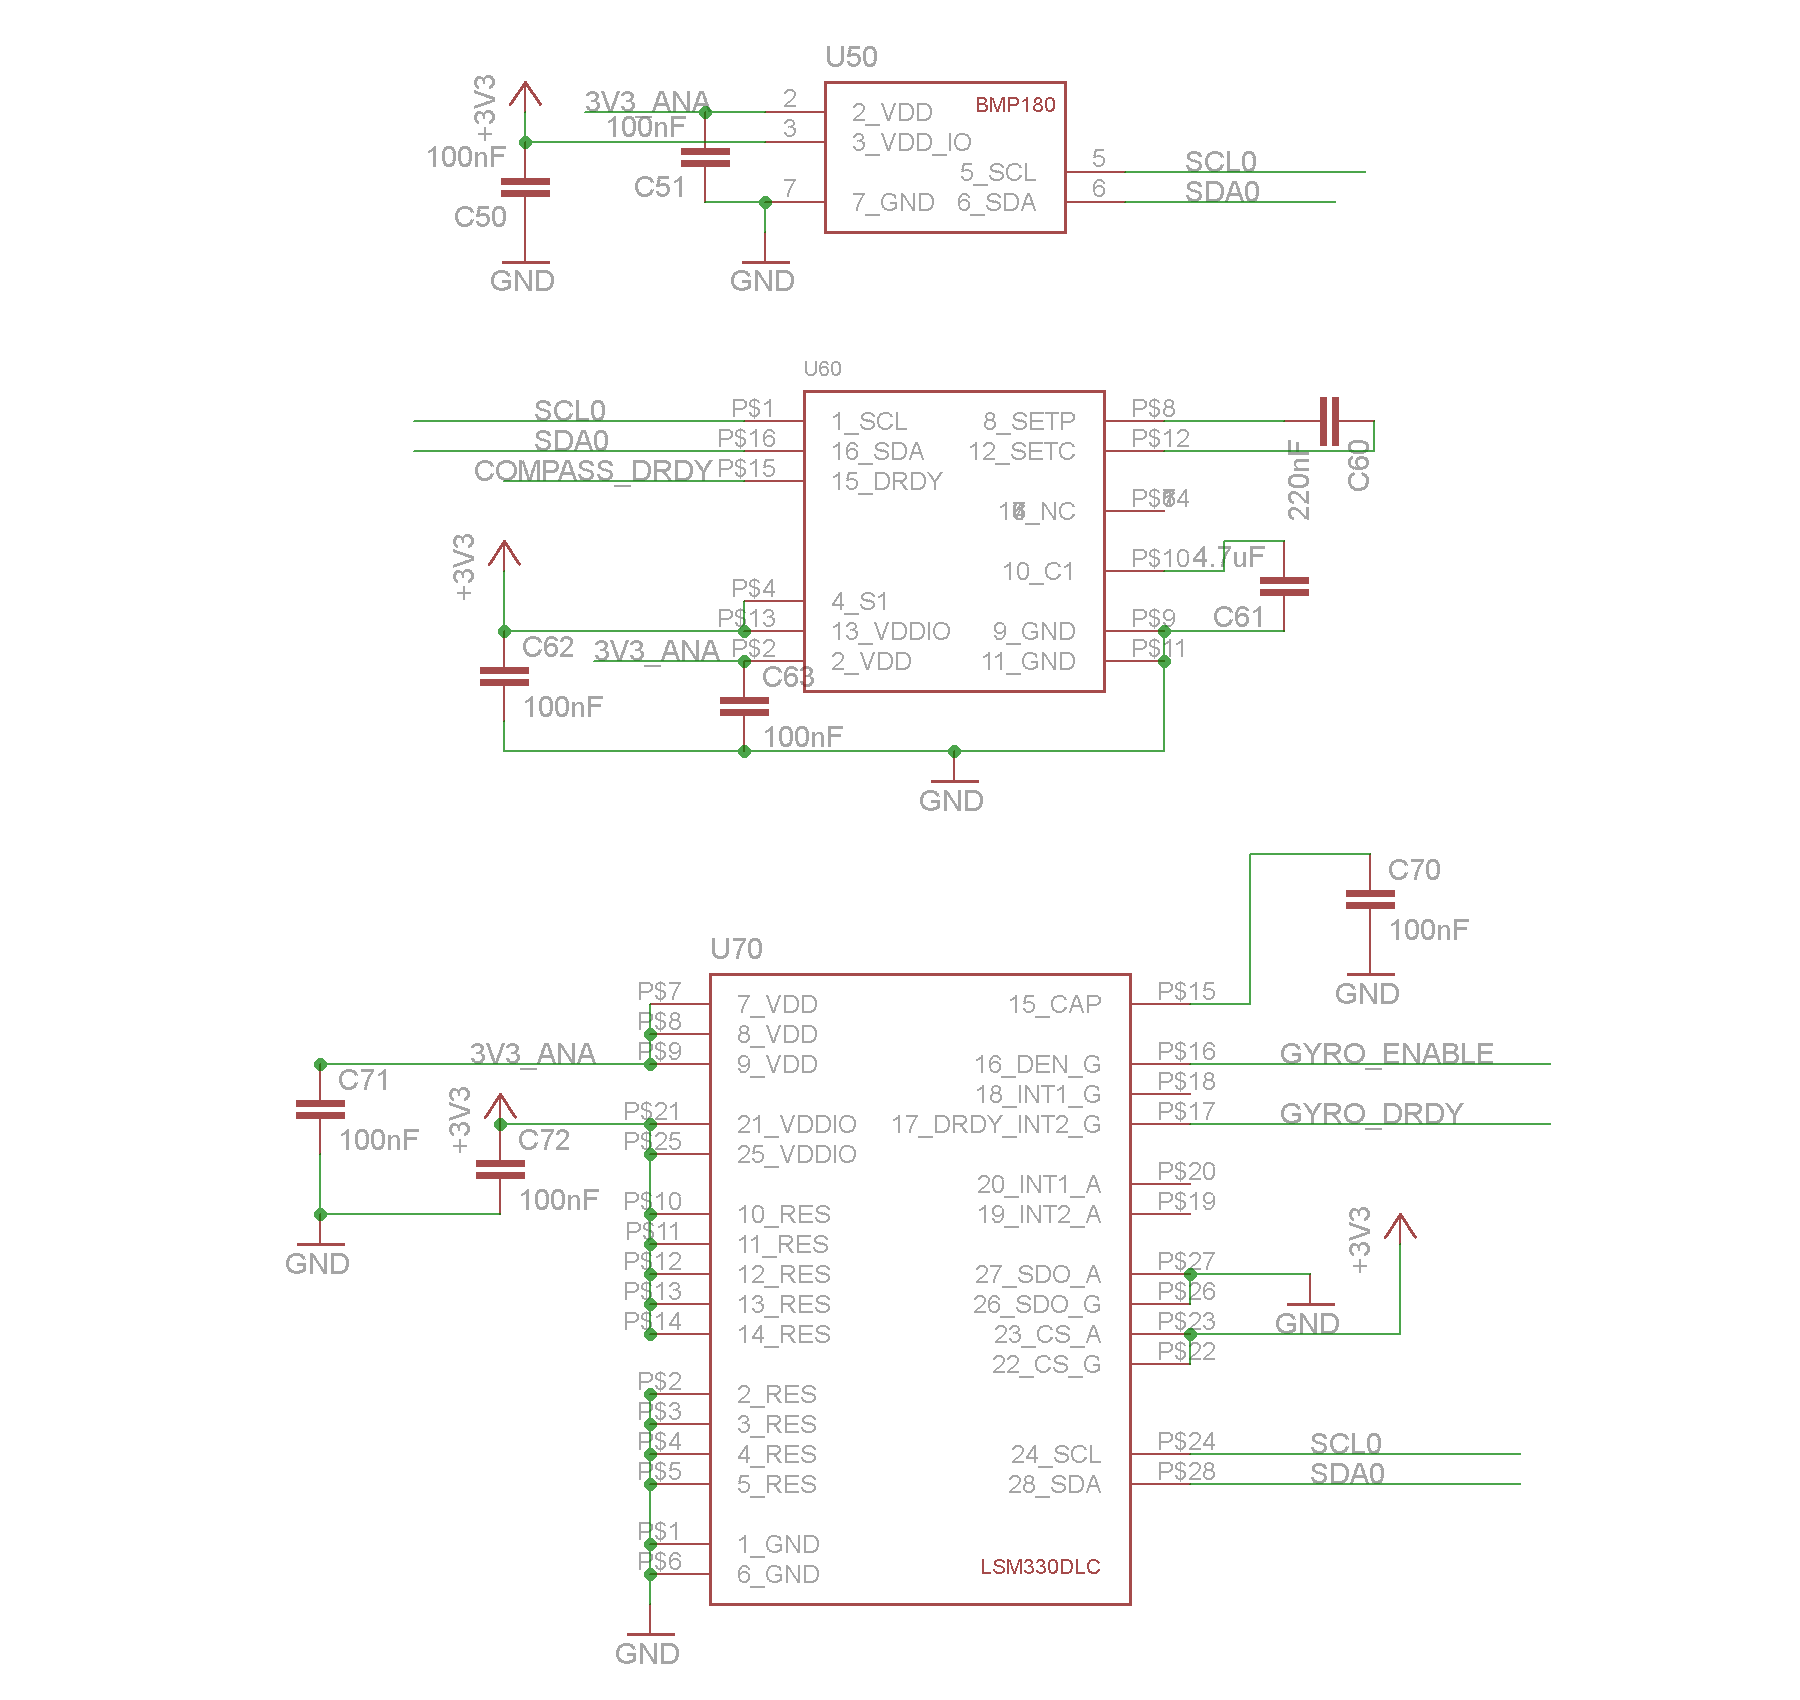 U50
BMP180
+3V3
3V3_ANA
100nF
100nF
C51
C50
2
3
7
2_VDD
3_VDD_IO
5_SCL
7_GND
6_SDA
5
6
SCL0
SDA0
GND
GND
U60
SCL0
SDA0
COMPASS_DRDY
P$1
P$16
P$15
1_SCL
16_SDA
15_DRDY
8_SETP
12_SETC
P$8
P$12
220nF
C60
_NC
10_C1
P$10
4.7uF
C61
+3V3
P$4
P$13
P$2
4_S1
13_VDDIO
2_VDD
9_GND
11_GND
P$9
P$11
C62
100nF
3V3_ANA
C63
100nF
GND
C70
100nF
GND
U70
P$7
P$8
P$9
7_VDD
8_VDD
9_VDD
15_CAP
P$15
3V3_ANA
C71
100nF
+3V3
C72
100nF
GND
16_DEN_G
18_INT1_G
17_DRDY_INT2_G
P$16
P$18
P$17
GYRO_ENABLE
GYRO_DRDY
P$21
P$25
21_VDDIO
25_VDDIO
20_INT1_A
19_INT2_A
P$20
P$19
P$10
P$11
P$12
P$13
P$14
10_RES
11_RES
12_RES
13_RES
14_RES
27_SDO_A
26_SDO_G
23_CS_A
22_CS_G
P$27
P$26
P$23
P$22
GND
+3V3
P$2
P$3
P$4
P$5
2_RES
3_RES
4_RES
5_RES
24_SCL
28_SDA
P$24
P$28
SCL0
SDA0
P$1
P$6
1_GND
6_GND
LSM330DLC
GND